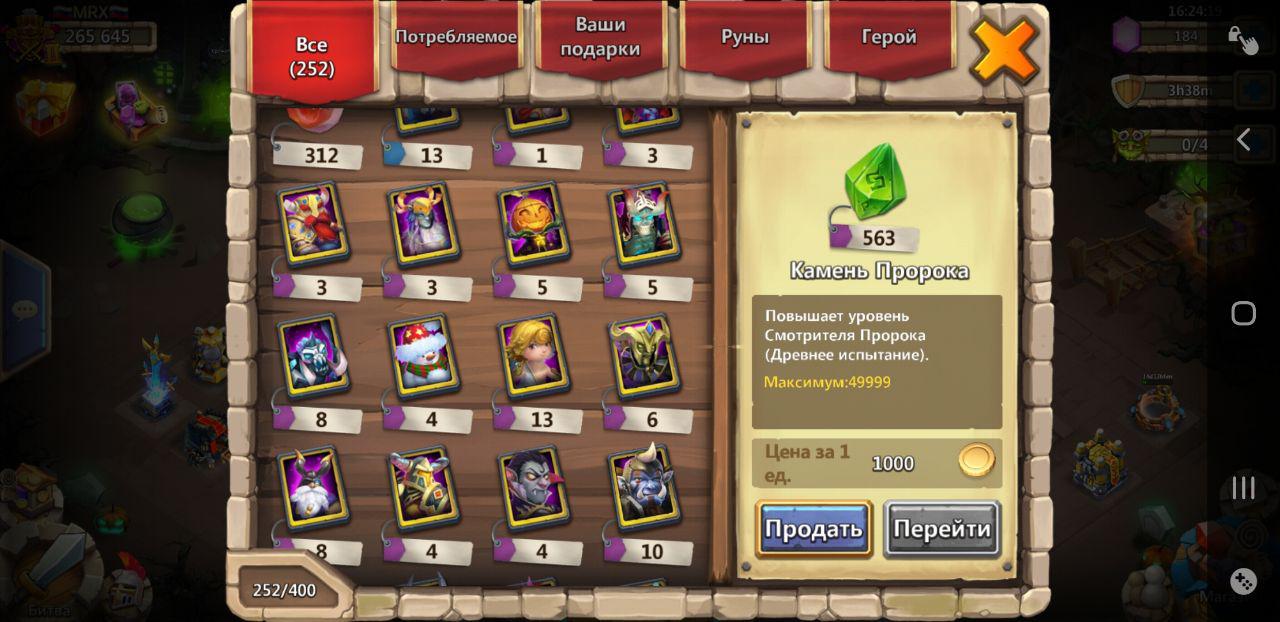 MRX
265 645
Все
(252)
Потребляемое
Ваши
подарки
Руны
Герой
16:24:19
184
3h38m
0/4
312
13
1
3
3
3
5
5
8
4
13
6
8
4
4
10
252/400
563
Камень Пророка
Повышает уровень
Смотрителя Пророка
(Древнее испытание).
Максимум:49999
Цена за 1
ед.
1000
Продать
Перейти
Битва